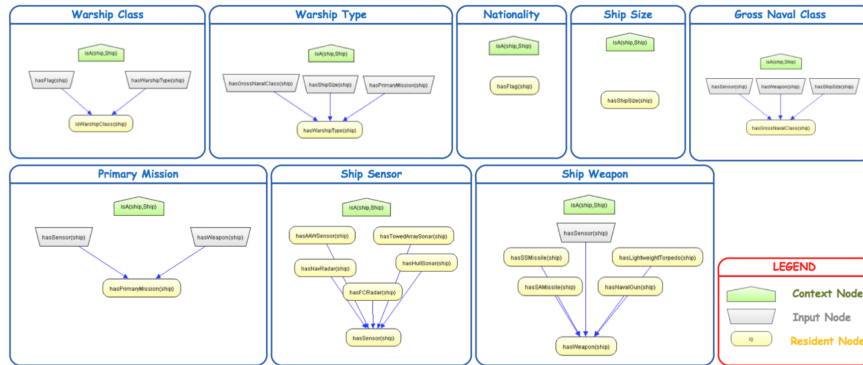 Warship Class
isA(ship,Ship)
hasFlag(ship)
hasWarshipType(ship)
isWarshipClass(ship)
Warship Type
isA(ship,Ship)
hasGrossNavalClass(ship)
hasShipSize(ship)
hasPrimaryMission(ship)
hasWarshipType(ship)
Nationality
isA(ship,Ship)
hasFlag(ship)
Ship Size
isA(ship,Ship)
hasShipSize(ship)
Gross Naval Class
isA(ship,Ship)
hasSensor(ship)
hasWeapon(ship)
hasShipSize(ship)
hasGrossNavalClass(ship)
Primary Mission
isA(ship,Ship)
hasSensor(ship)
hasWeapon(ship)
hasPrimaryMission(ship)
Ship Sensor
isA(ship,Ship)
hasAAWSensor(ship)
hasTowedArraySonar(ship)
hasNavRadar(ship)
hasHullSonar(ship)
hasFCRadar(ship)
hasSensor(ship)
Ship Weapon
isA(ship,Ship)
hasSensor(ship)
hasSSMissile(ship)
hasLightweightTorpedo(ship)
hasSAMissile(ship)
hasNavalGun(ship)
hasWeapon(ship)
LEGEND
Context Node
Input Node
Resident Node